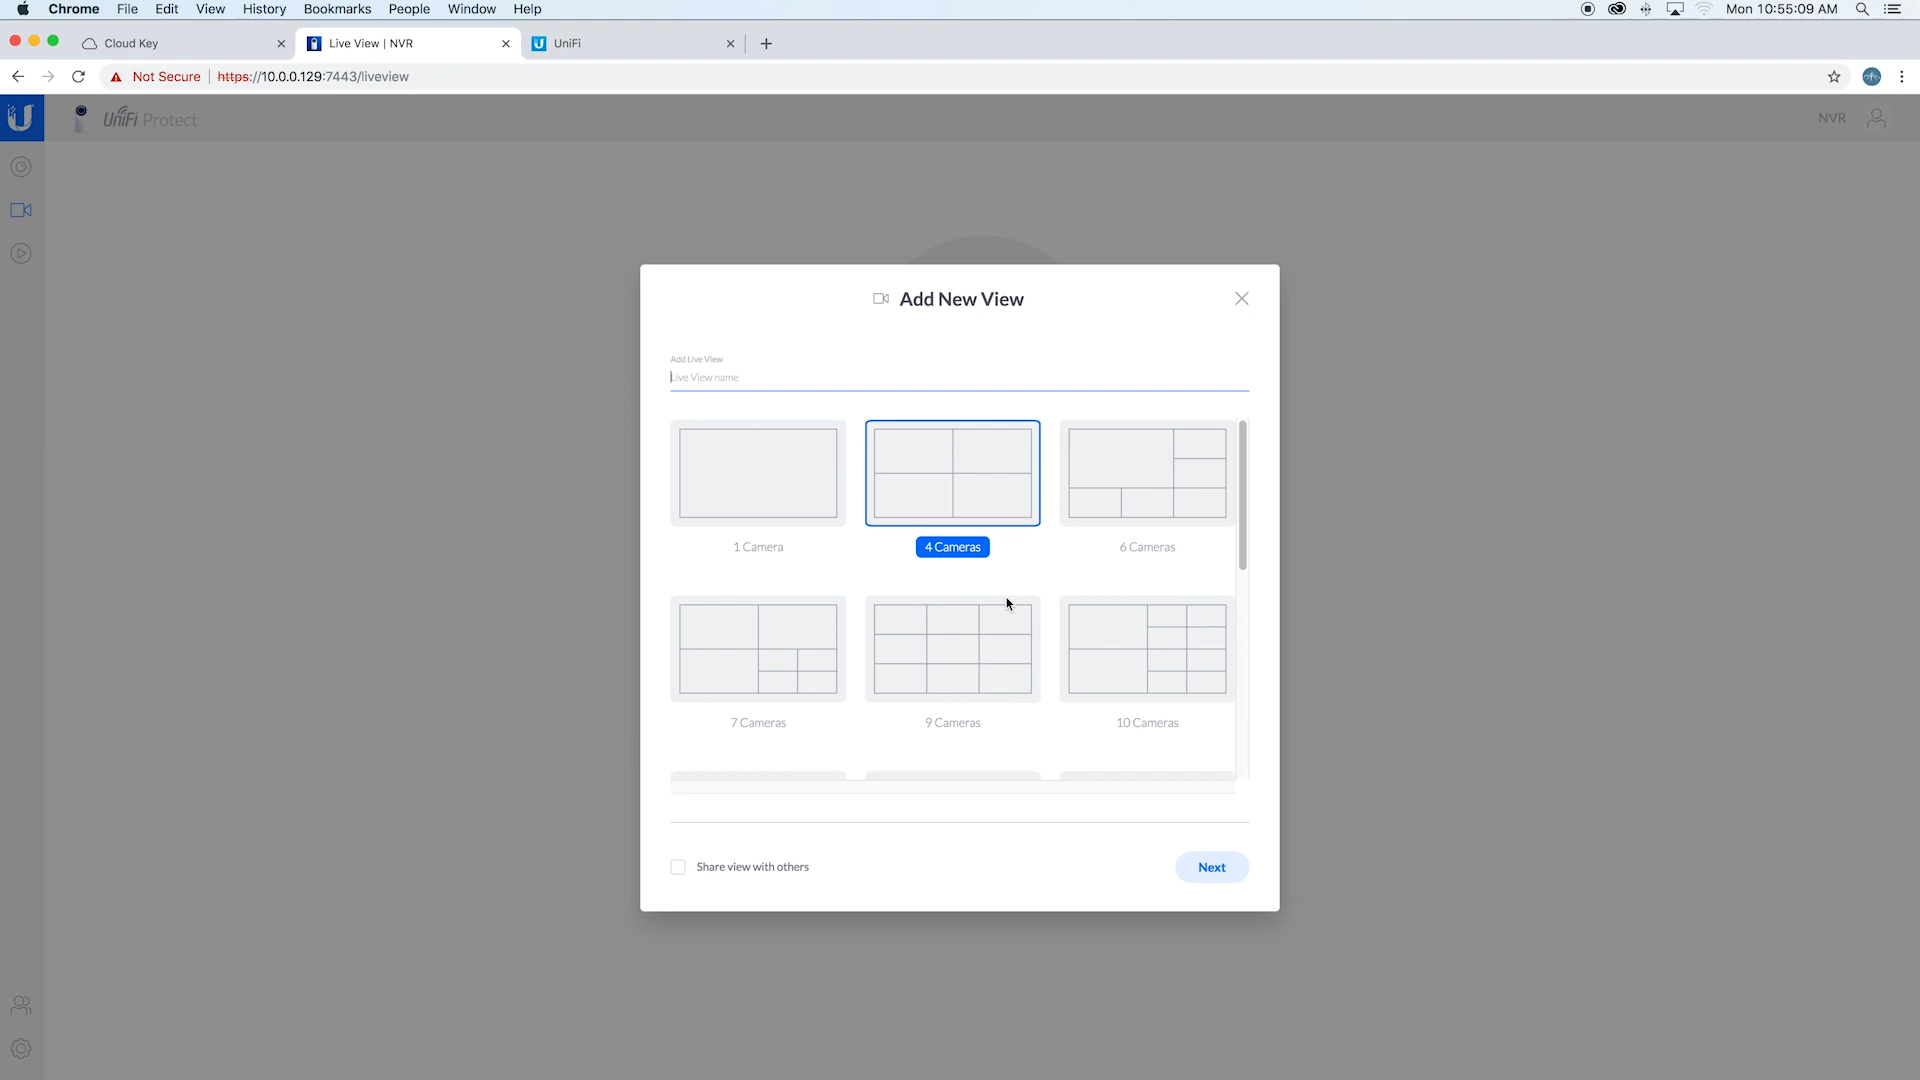 Chrome File Edit View History Bookmarks People Window Help
Mon 10:55:09 AM
Cloud Key
Live View | NVR
UniFi
Not Secure https://10.0.0.129:7443/liveview
UniFi Protect
NVR
Add New View
Add Live View
Live View name
1 Camera
4 Cameras
6 Cameras
7 Cameras
9 Cameras
10 Cameras
Share view with others
Next